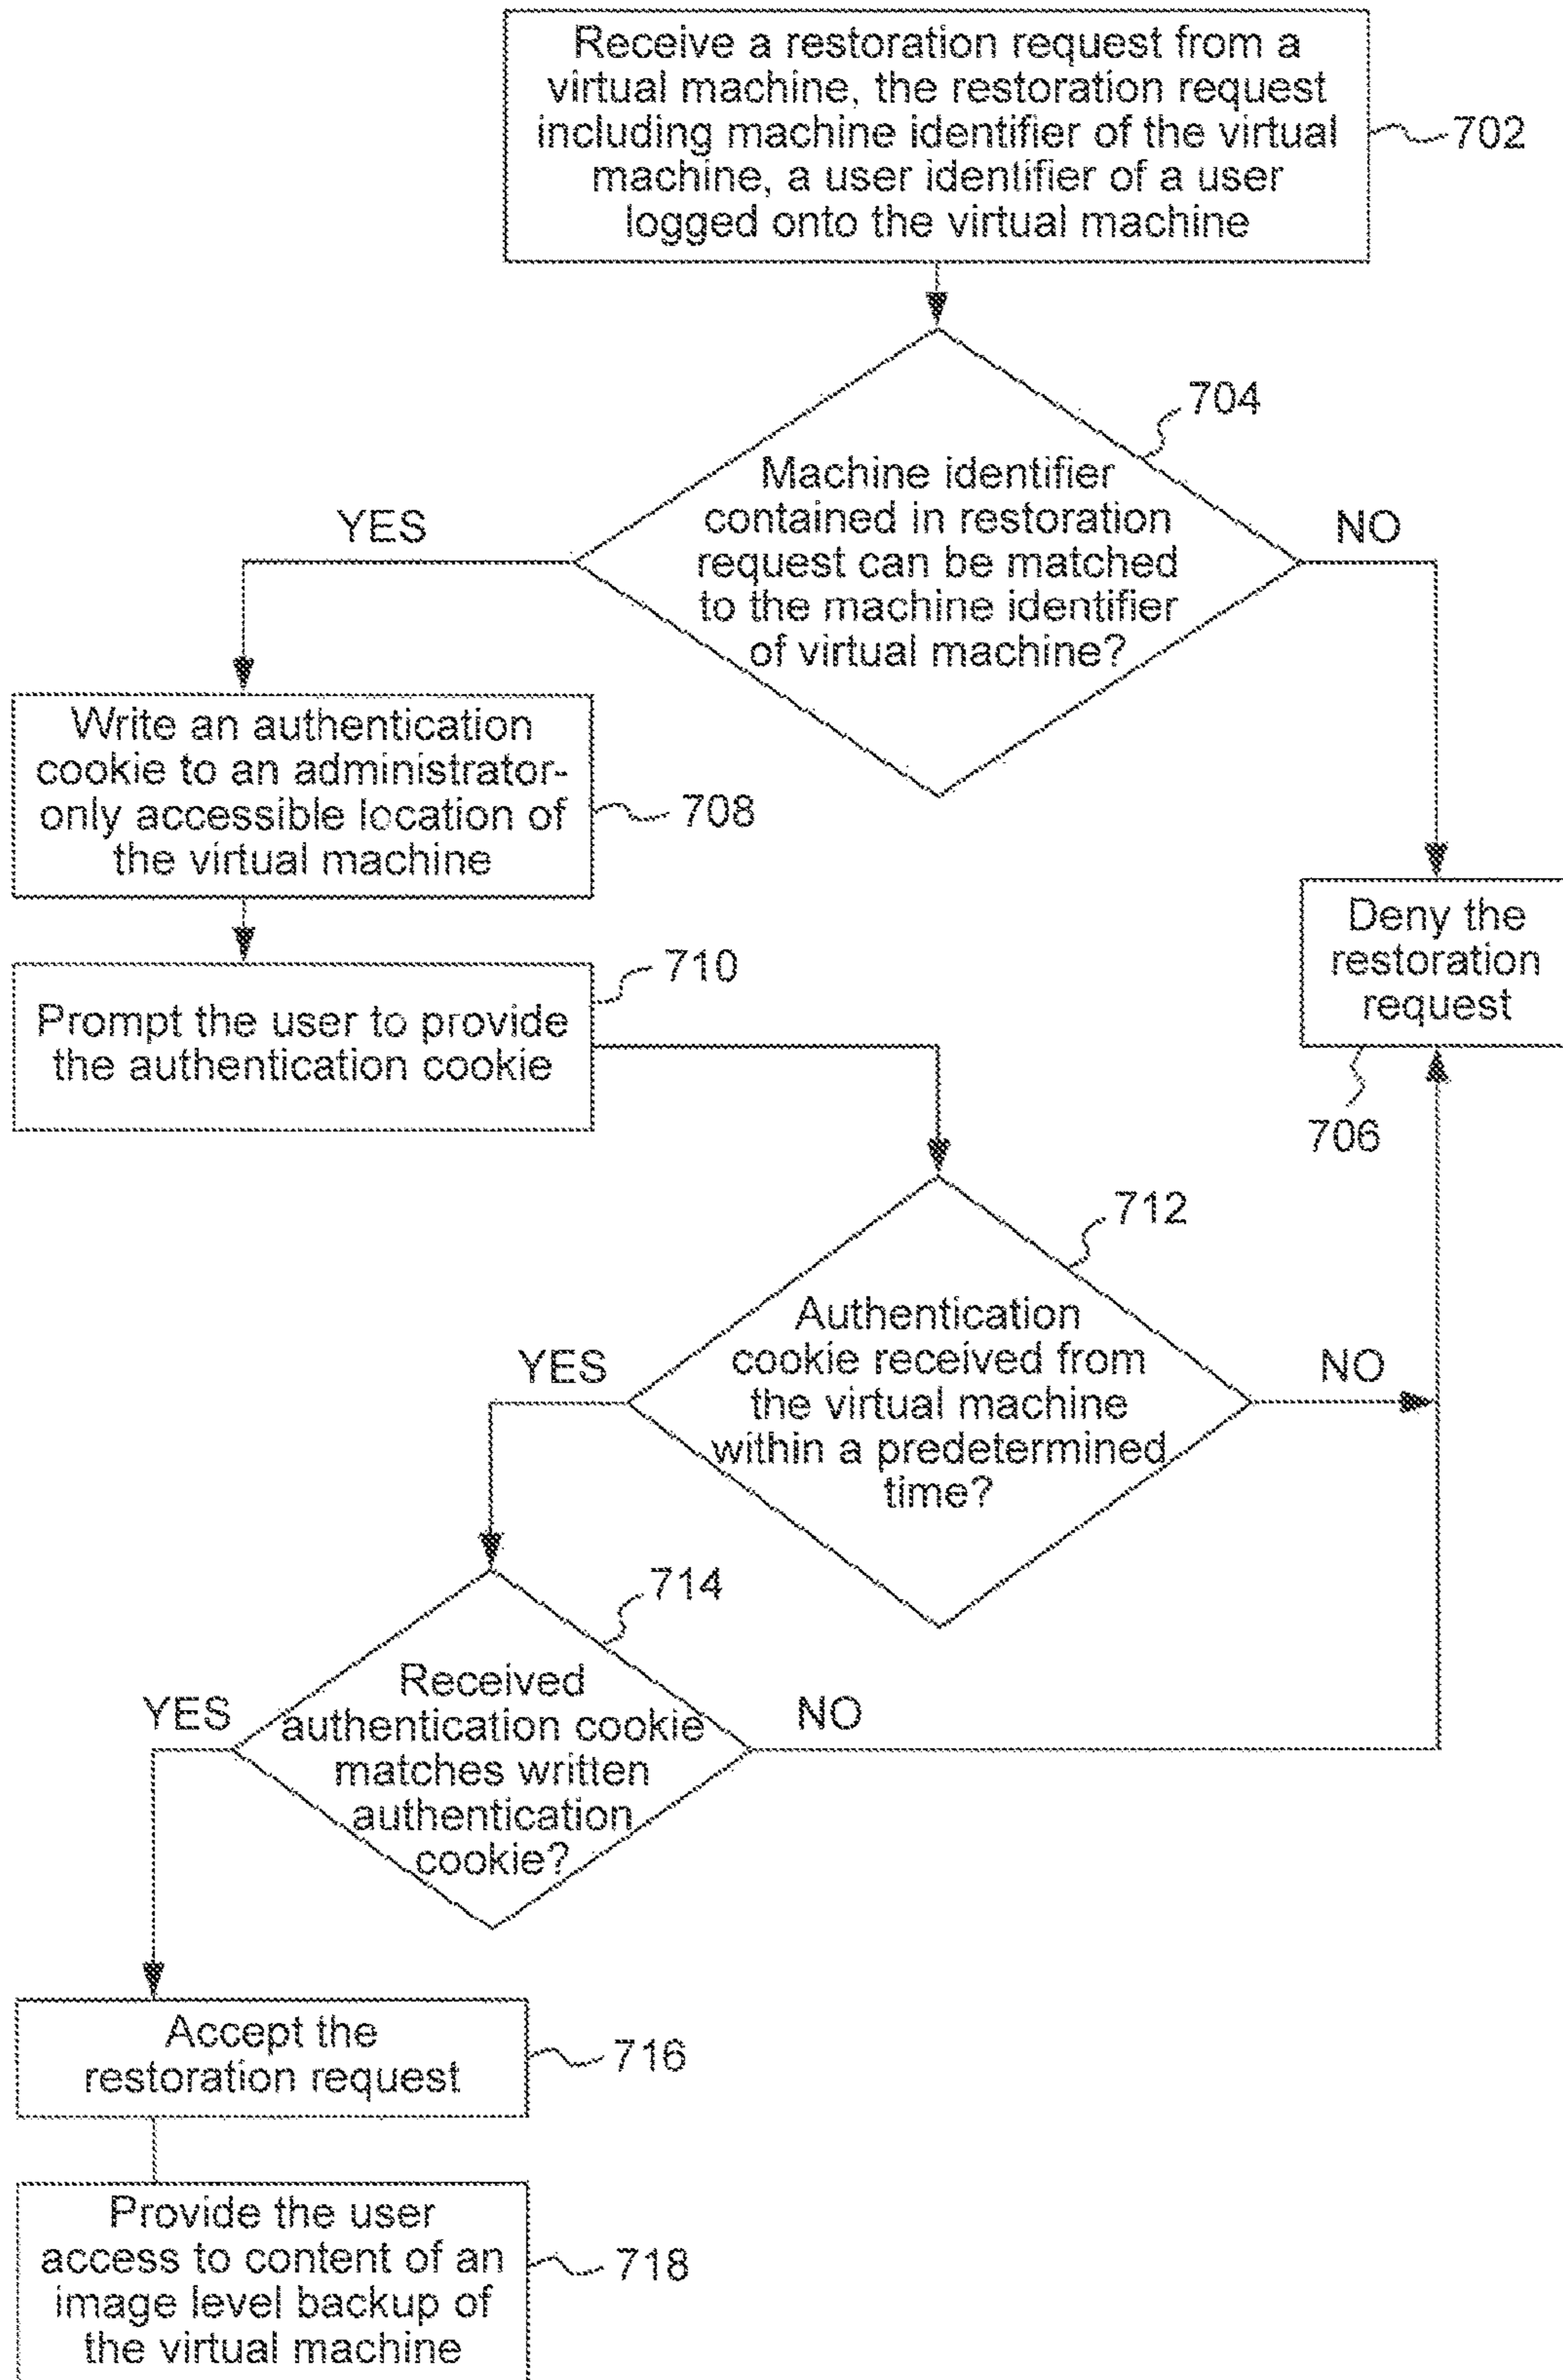 Receive a restoration request from a
virtual machine, the restoration request
including machine identifier of the virtual
machine, a user identifier of a user
logged onto the virtual machine
702
704
Machine identifier
contained in restoration
request can be matched
to the machine identifier
of virtual machine?
YES
NO
Write an authentication
cookie to an administrator-
only accessible location of
the virtual machine
708
Deny the
restoration
request
706
710
Prompt the user to provide
the authentication cookie
712
Authentication
cookie received from
the virtual machine
within a predetermined
time?
YES
NO
714
Received
authentication cookie
matches written
authentication
cookie?
YES
NO
Accept the
restoration request
716
Provide the user
access to content of an
image level backup of
the virtual machine
718